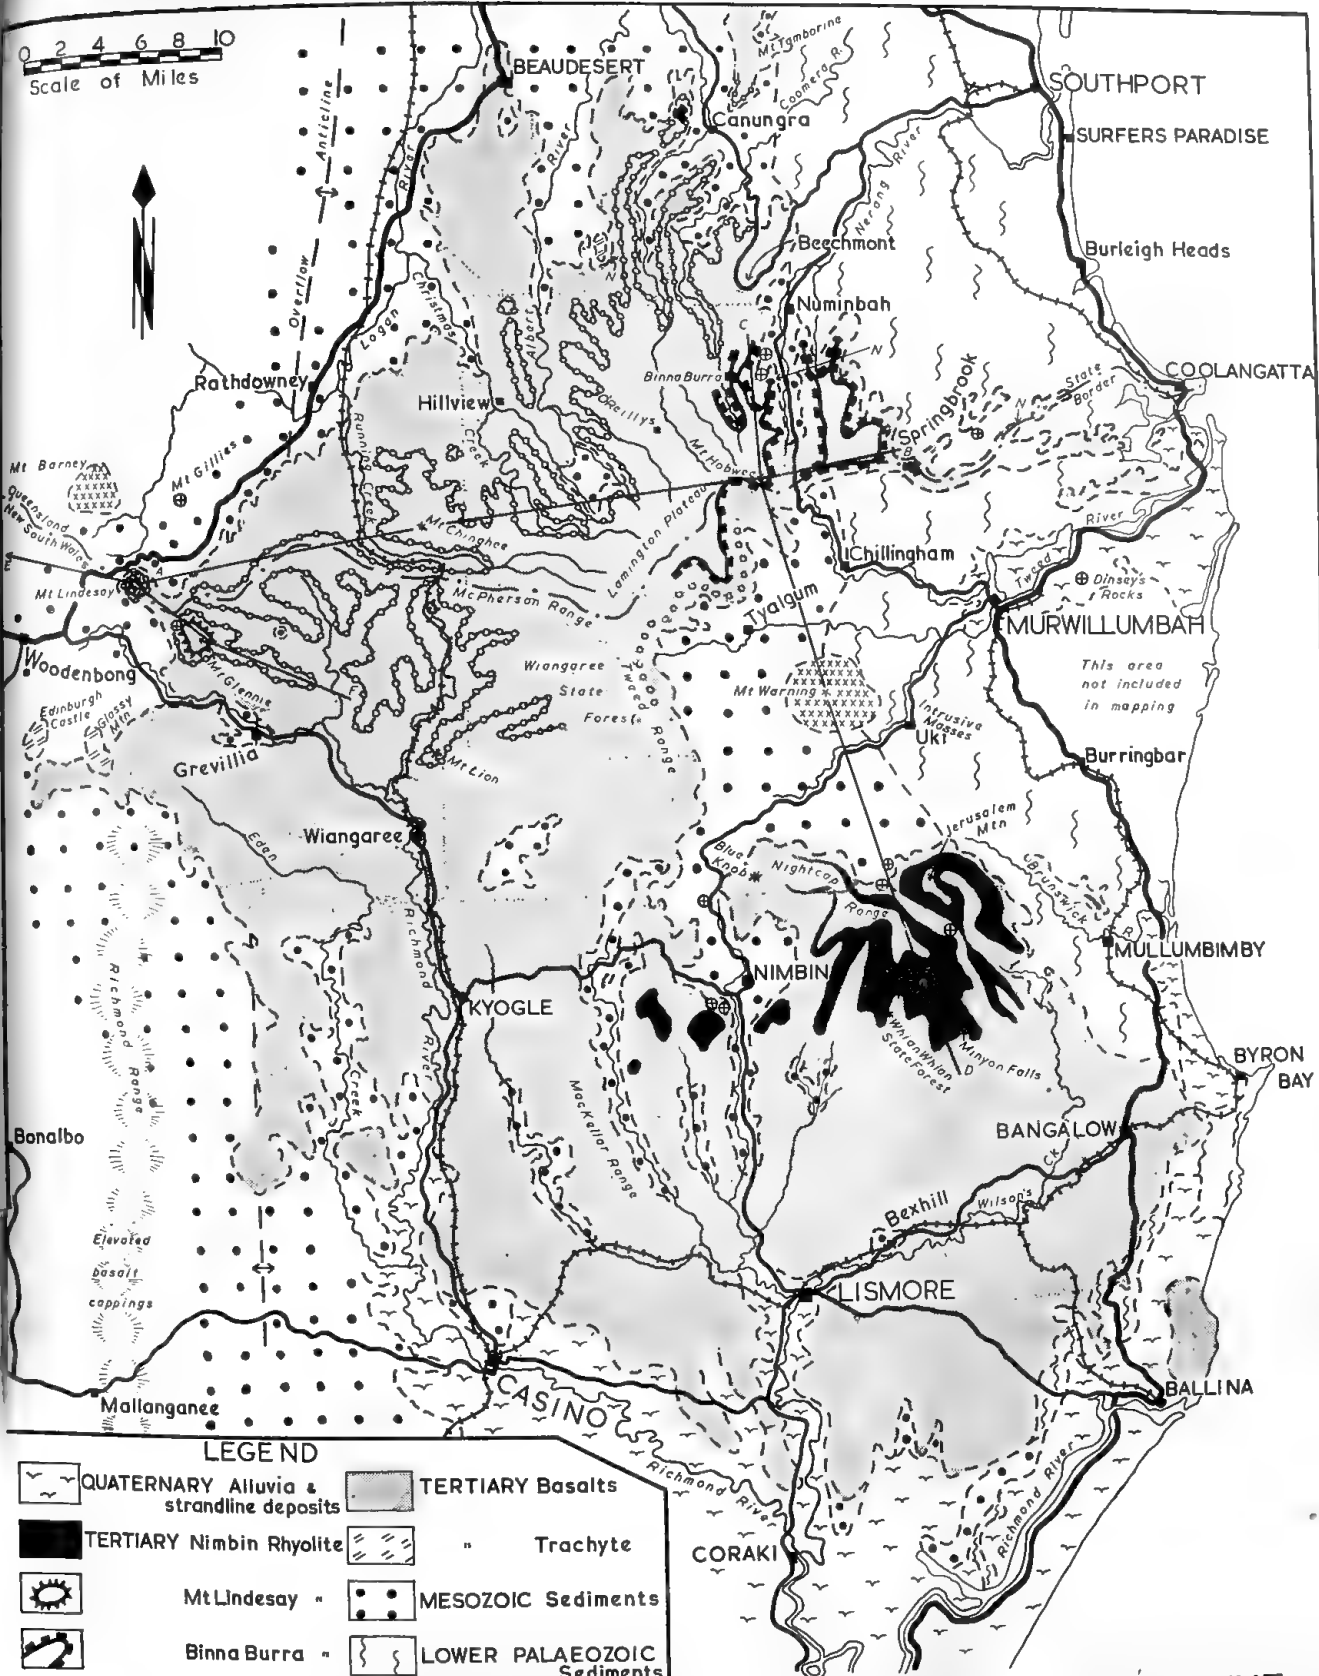 0 2 4 6 8 10
Scale of Miles
Overflow Anticline
River
BEAUDESERT
River
Canungra
Mt Tamborine
Coomera R.
SOUTHPORT
SURFERS PARADISE
Nerang River
Beechmont
Burleigh Heads
Numinbah
Christmas
Creek
Logan
Albert
C
N
N
Rathdowney
Binna Burra
COOLANGATTA
State Border
Hillview
O'Reillys
Springbrook
N
Running Creek
Mt Hobwee
B
Mt Barney
Mt Gillies
Queensland
New South Wales
Mt Chinghee
Lamington Plateau
River
Tweed
Chillingham
E
A
Mt Lindesay
McPherson Range
Dinsey's Rocks
Tyalgum
MURWILLUMBAH
Woodenbong
Wiangaree State Forest
Tweed Range
Mt Warning
This area
not included
in mapping
Mt Glennie
F
Edinburgh Castle
Glassy Mtn
Intrusive Masses
Uki
Grevillia
Mt Lion
Burringbar
Wiangaree
Eden
Creek
Jerusalem Mtn
Blue Knob
Nightcap Range
Brunswick R.
Richmond
River
MULLUMBIMBY
NIMBIN
Richmond Range
KYOGLE
Whian Whian State Forest
Minyon Falls
D
BYRON BAY
MacKellar Range
Bonalbo
BANGALOW
Ck.
Wilson's
Bexhill
Elevated
basalt
cappings
LISMORE
Mallanganee
CASINO
BALLINA
Richmond River
Richmond River
CORAKI
LEGEND
QUATERNARY Alluvia &
strandline deposits
TERTIARY Basalts
TERTIARY Nimbin Rhyolite
" Trachyte
Mt Lindesay "
MESOZOIC Sediments
Binna Burra "
LOWER PALAEOZOIC
Sediments